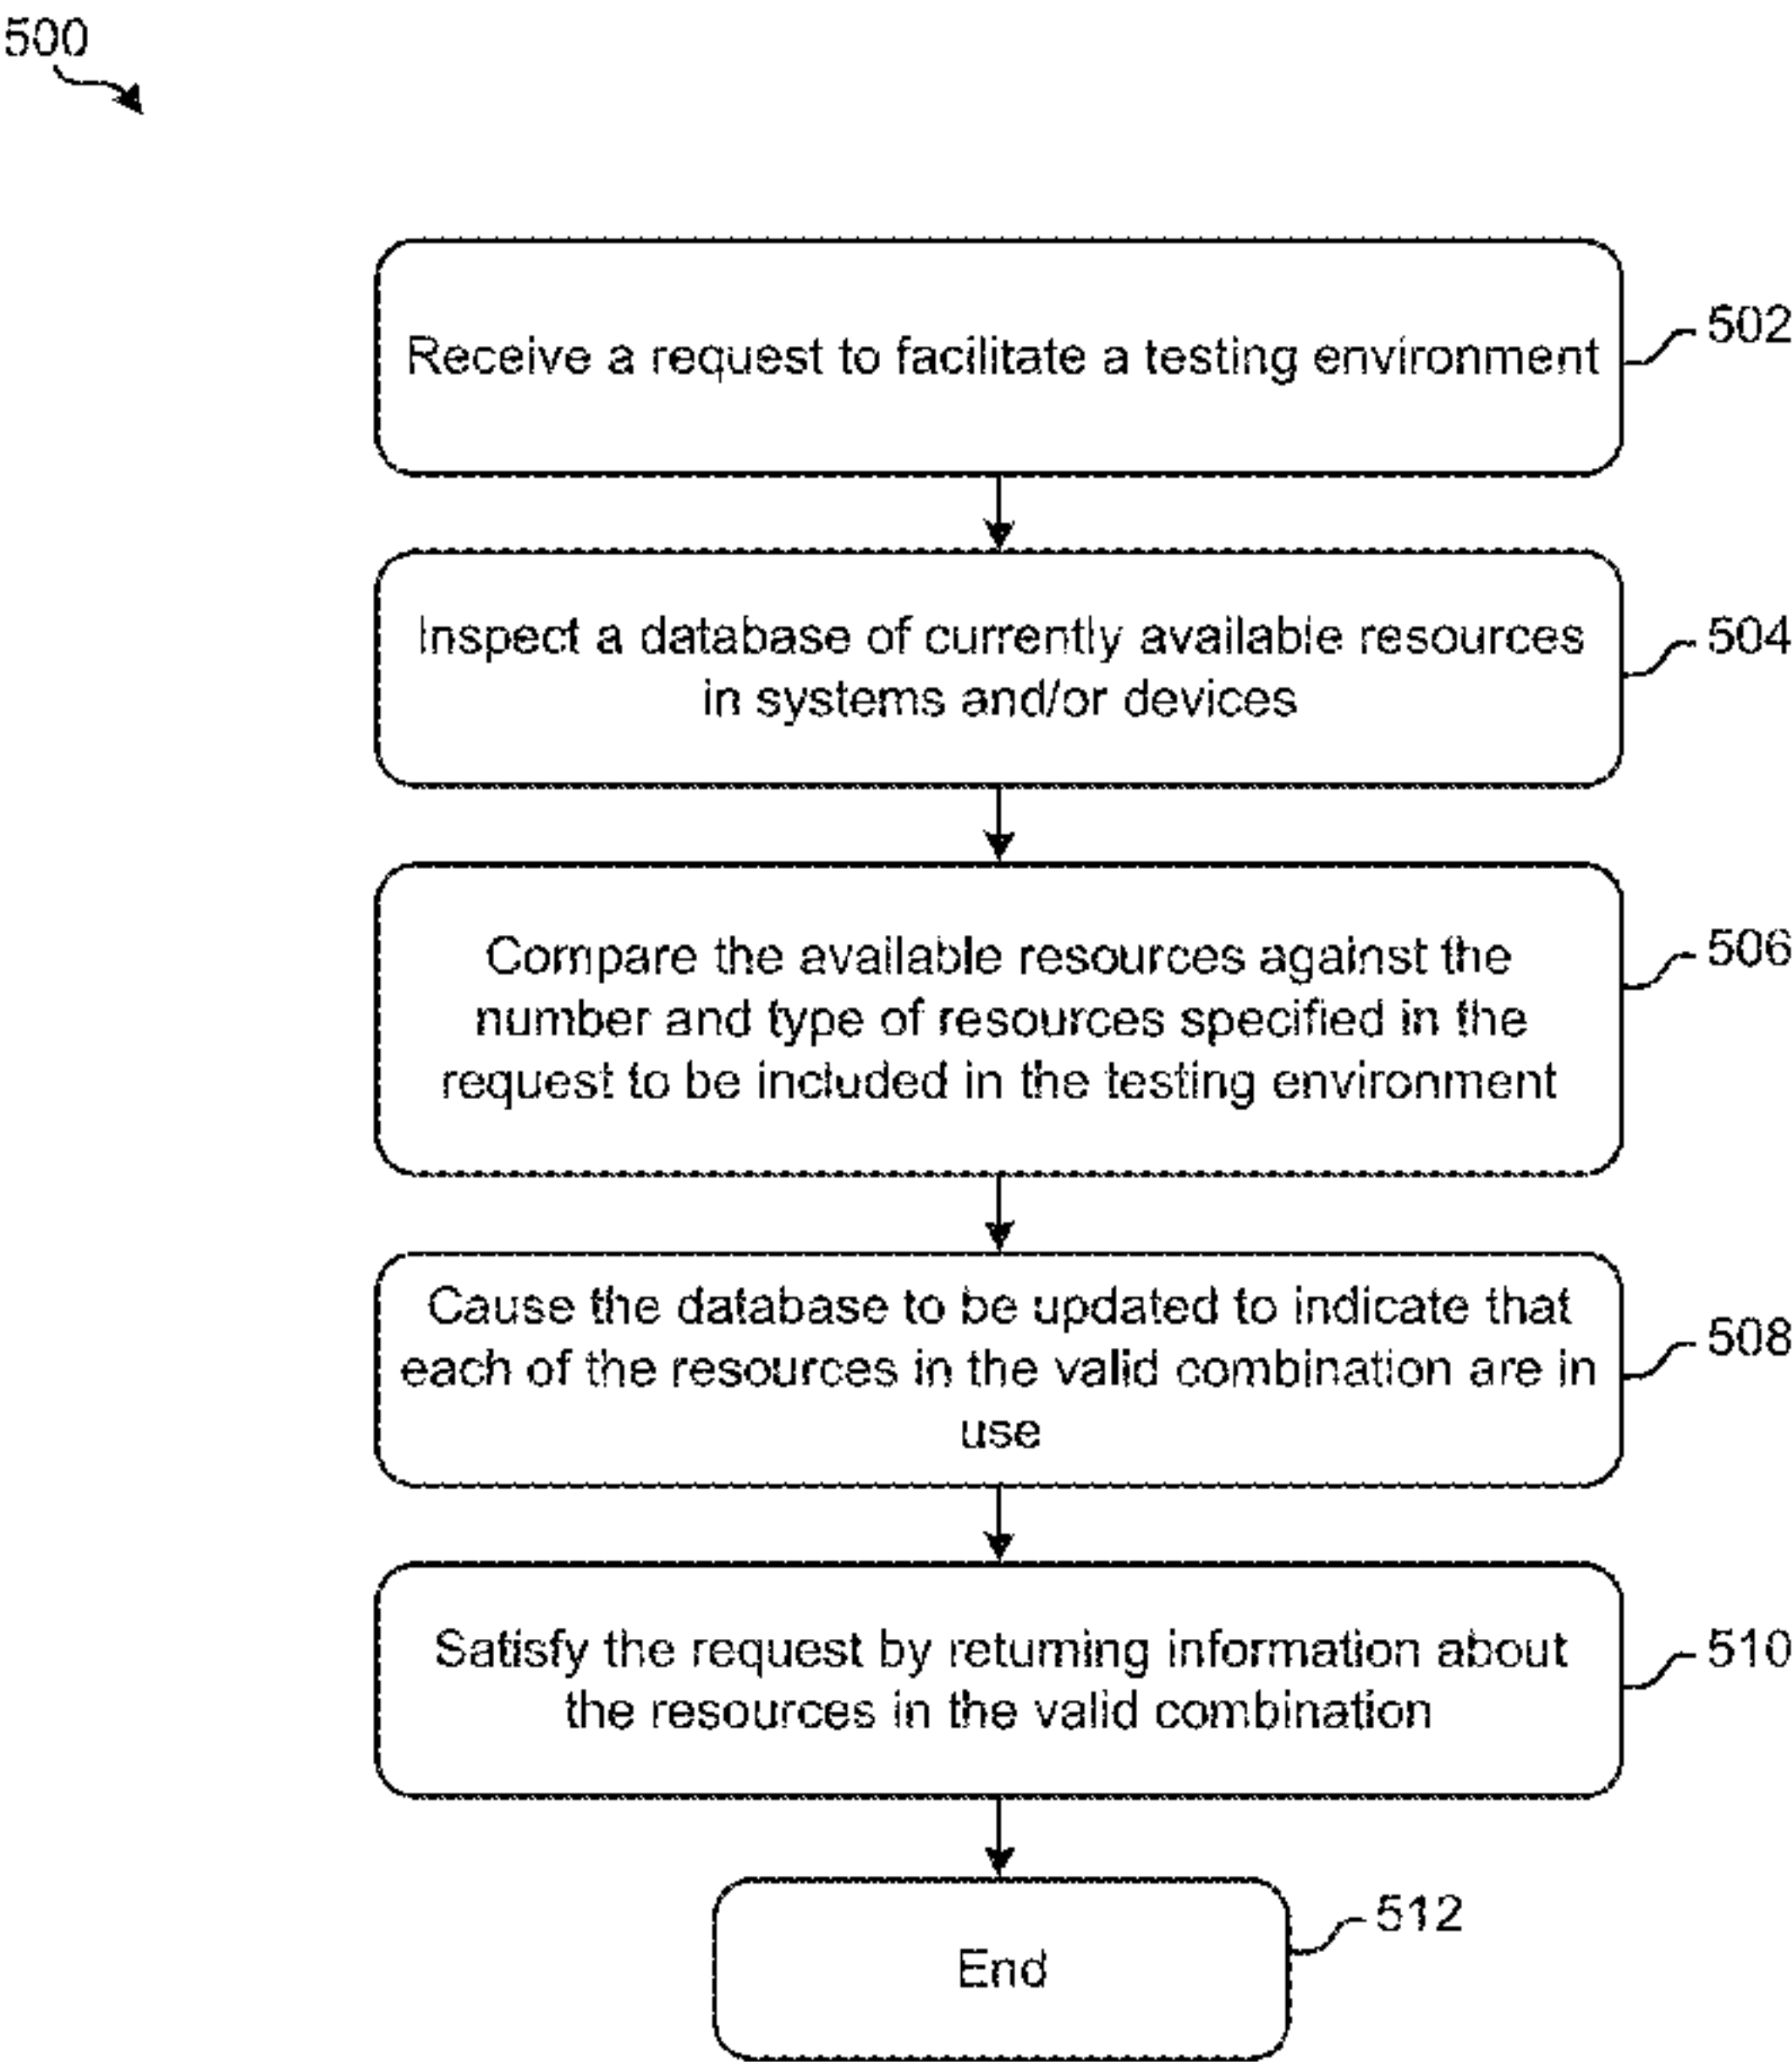 500
Receive a request to facilitate a testing environment
502
Inspect a database of currently available resources
in systems and/or devices
504
Compare the available resources against the
number and type of resources specified in the
request to be included in the testing environment
506
Cause the database to be updated to indicate that
each of the resources in the valid combination are in
use
508
Satisfy the request by returning information about
the resources in the valid combination
510
End
512